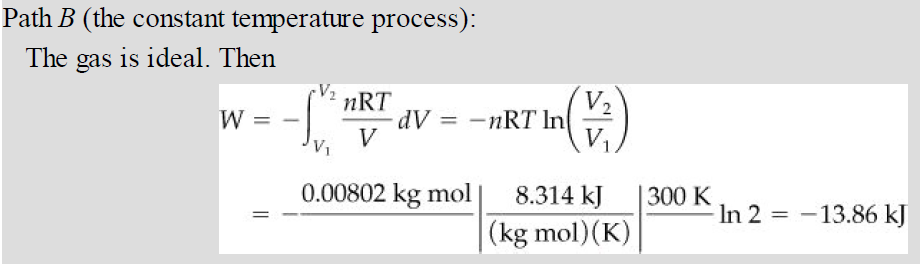 Path B (the constant temperature process):
The gas is ideal. Then
W = −∫_{V₁}^{V₂} nRT/V dV = −nRT ln(V₂/V₁)
= − 0.00802 kg mol | 8.314 kJ/(kg mol)(K) | 300 K ln 2 = −13.86 kJ